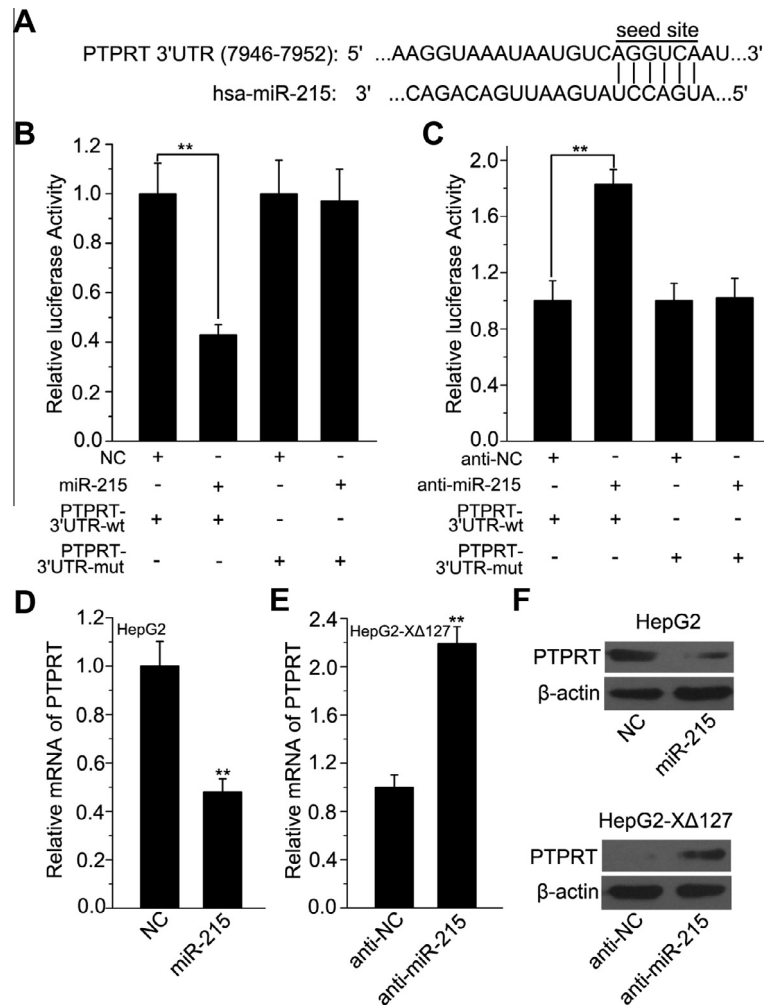 A
seed site
PTPRT 3'UTR (7946-7952): 5' ...AAGGUAAAUAAUGUCAGGUCAAU...3'
hsa-miR-215: 3' ...CAGACAGUUAAGUAUCCAGUA...5'
B
Relative luciferase Activity
1.2
1.0
0.8
0.6
0.4
0.2
0.0
**
NC + - + -
miR-215 - + - +
PTPRT-
3'UTR-wt + + - -
PTPRT-
3'UTR-mut - - + +
C
Relative luciferase Activity
2.0
1.6
1.2
0.8
0.4
0.0
**
anti-NC + - + -
anti-miR-215 - + - +
PTPRT-
3'UTR-wt + + - -
PTPRT-
3'UTR-mut - - + +
D
Relative mRNA of PTPRT
1.2
1.0
0.8
0.6
0.4
0.2
0.0
HepG2
**
NC
miR-215
E
Relative mRNA of PTPRT
2.4
2.0
1.6
1.2
0.8
0.4
0.0
HepG2-XΔ127
**
anti-NC
anti-miR-215
F
HepG2
PTPRT
β-actin
NC
miR-215
HepG2-XΔ127
PTPRT
β-actin
anti-NC
anti-miR-215